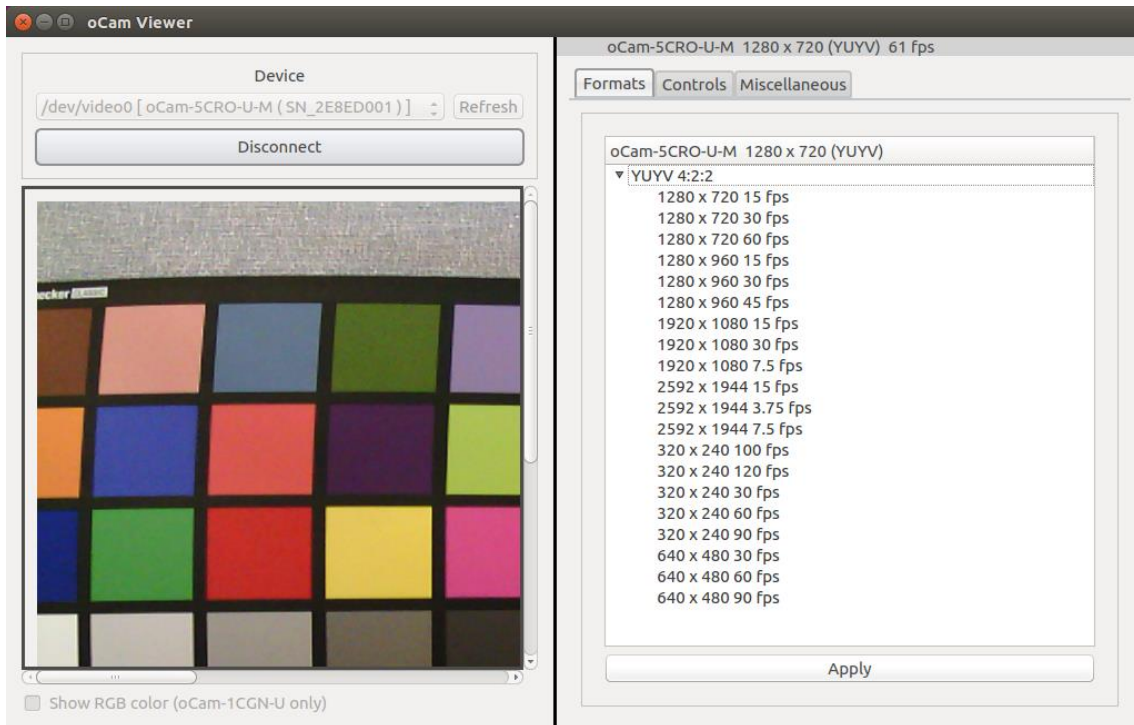 oCam Viewer
Device
/dev/video0 [ oCam-5CRO-U-M ( SN_2E8ED001 ) ]
Refresh
Disconnect
ecker CLASSIC
Show RGB color (oCam-1CGN-U only)
oCam-5CRO-U-M 1280 x 720 (YUYV) 61 fps
Formats Controls Miscellaneous
oCam-5CRO-U-M 1280 x 720 (YUYV)
YUYV 4:2:2
1280 x 720 15 fps
1280 x 720 30 fps
1280 x 720 60 fps
1280 x 960 15 fps
1280 x 960 30 fps
1280 x 960 45 fps
1920 x 1080 15 fps
1920 x 1080 30 fps
1920 x 1080 7.5 fps
2592 x 1944 15 fps
2592 x 1944 3.75 fps
2592 x 1944 7.5 fps
320 x 240 100 fps
320 x 240 120 fps
320 x 240 30 fps
320 x 240 60 fps
320 x 240 90 fps
640 x 480 30 fps
640 x 480 60 fps
640 x 480 90 fps
Apply